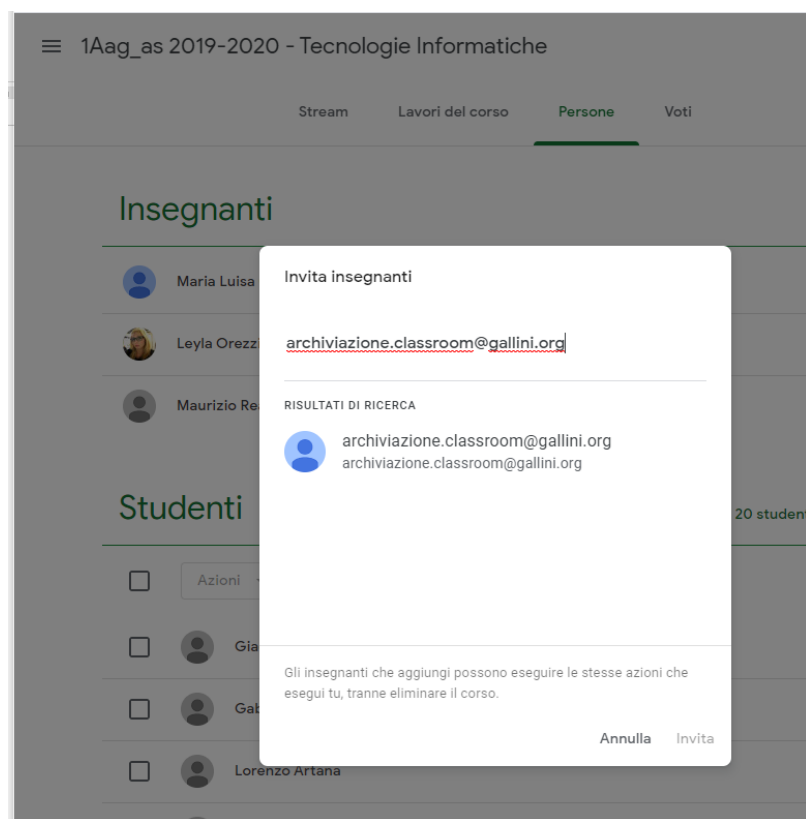 1Aag_as 2019-2020 - Tecnologie Informatiche
Stream Lavori del corso Persone Voti
Insegnanti
Maria Luisa
Invita insegnanti
Leyla Orezz
archiviazione.classroom@gallini.org
Maurizio Re
RISULTATI DI RICERCA
archiviazione.classroom@gallini.org
archiviazione.classroom@gallini.org
Studenti
20 student
Azioni
Gia
Gab
Gli insegnanti che aggiungi possono eseguire le stesse azioni che
esegui tu, tranne eliminare il corso.
Annulla Invita
Lorenzo Artana